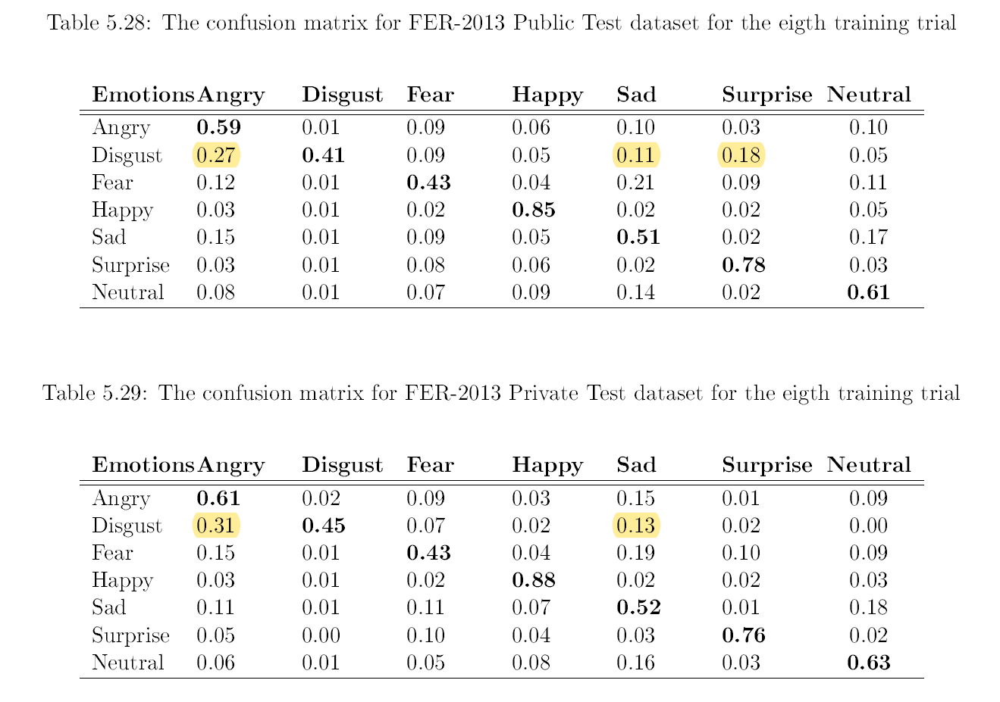 Table 5.28: The confusion matrix for FER-2013 Public Test dataset for the eigth training trial
Emotions Angry Disgust Fear Happy Sad Surprise Neutral
Angry 0.59 0.01 0.09 0.06 0.10 0.03 0.10
Disgust 0.27 0.41 0.09 0.05 0.11 0.18 0.05
Fear 0.12 0.01 0.43 0.04 0.21 0.09 0.11
Happy 0.03 0.01 0.02 0.85 0.02 0.02 0.05
Sad 0.15 0.01 0.09 0.05 0.51 0.02 0.17
Surprise 0.03 0.01 0.08 0.06 0.02 0.78 0.03
Neutral 0.08 0.01 0.07 0.09 0.14 0.02 0.61
Table 5.29: The confusion matrix for FER-2013 Private Test dataset for the eigth training trial
Emotions Angry Disgust Fear Happy Sad Surprise Neutral
Angry 0.61 0.02 0.09 0.03 0.15 0.01 0.09
Disgust 0.31 0.45 0.07 0.02 0.13 0.02 0.00
Fear 0.15 0.01 0.43 0.04 0.19 0.10 0.09
Happy 0.03 0.01 0.02 0.88 0.02 0.02 0.03
Sad 0.11 0.01 0.11 0.07 0.52 0.01 0.18
Surprise 0.05 0.00 0.10 0.04 0.03 0.76 0.02
Neutral 0.06 0.01 0.05 0.08 0.16 0.03 0.63